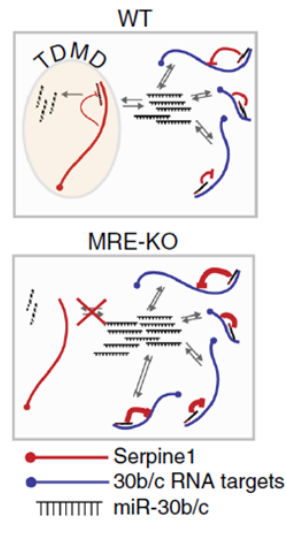 WT
TDMD
MRE-KO
Serpine1
30b/c RNA targets
miR-30b/c